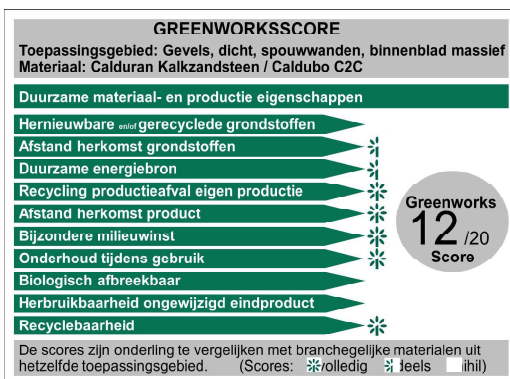 GREENWORKSSCORE
Toepassingsgebied: Gevels, dicht, spouwwanden, binnenblad massief
Materiaal: Calduran Kalkzandsteen / Caldubo C2C
Duurzame materiaal- en productie eigenschappen
Hernieuwbare en/of gerecyclede grondstoffen
Afstand herkomst grondstoffen
Duurzame energiebron
Recycling productieafval eigen productie
Afstand herkomst product
Bijzondere milieuwinst
Onderhoud tijdens gebruik
Biologisch afbreekbaar
Herbruikbaarheid ongewijzigd eindproduct
Recyclebaarheid
Greenworks
12 /20
Score
De scores zijn onderling te vergelijken met branchegelijke materialen uit
hetzelfde toepassingsgebied. (Scores: volledig deels ihil)